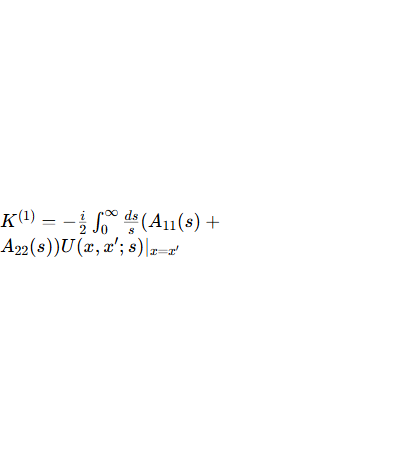 $K^{(1)} = -\frac{i}{2} \int_0^\infty \frac{ds}{s} (A_{11}(s) +$
$A_{22}(s)) U(x, x'; s)|_{x=x'}$